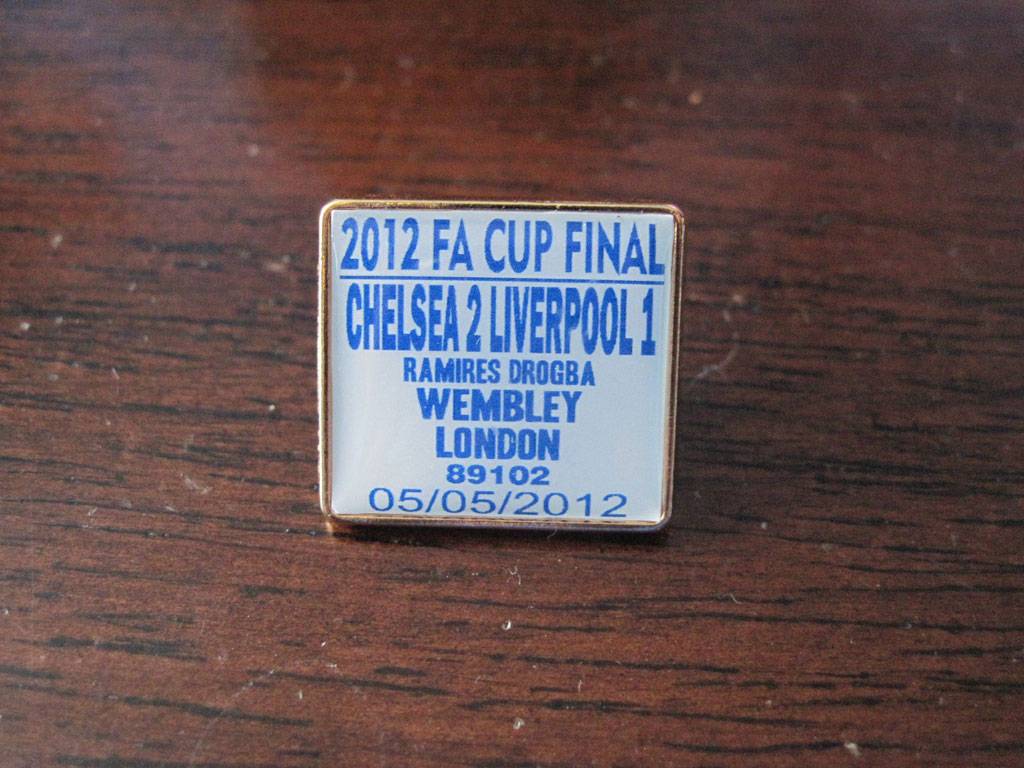 2012 FA CUP FINAL
CHELSEA 2 LIVERPOOL 1
RAMIRES DROGBA
WEMBLEY
LONDON
89102
05/05/2012